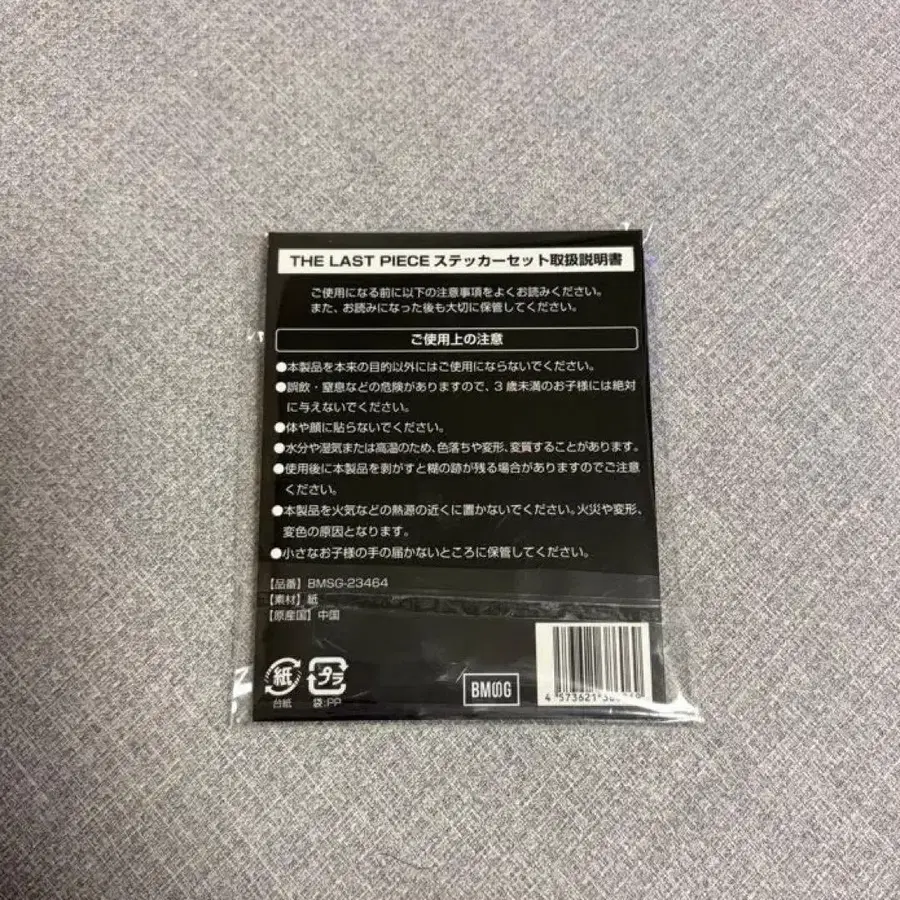 THE LAST PIECE ステッカーセット取扱説明書
ご使用になる前に以下の注意事項をよくお読みください。
また、お読みになった後も大切に保管してください。
ご使用上の注意
●本製品を本来の目的以外にはご使用にならないでください。
●誤飲・窒息などの危険がありますので、3歳未満のお子様には絶対
に与えないでください。
●体や顔に貼らないでください。
●水分や湿気または高温のため、色落ちや変形、変質することがあります。
●使用後に本製品を剥がすと糊の跡が残る場合がありますのでご注意
ください。
●本製品を火気などの熱源の近くに置かないでください。火災や変形、
変色の原因となります。
●小さなお子様の手の届かないところに保管してください。
【品番】BMSG-23464
【素材】紙
【原産国】中国
紙
台紙
プラ
袋:PP
BMSG
4 573621